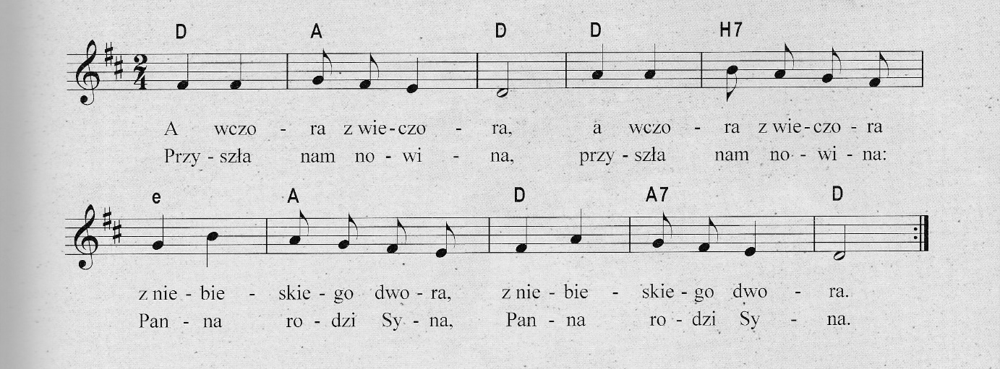 D A D D H7
2 4
A wczo - ra z wie - czo - ra, a wczo - ra z wie - czo - ra
Przy - szła nam no - wi - na, przy - szła nam no - wi - na:
e A D A7 D
z nie - bie - skie - go dwo - ra, z nie - bie - skie - go dwo - ra.
Pan - na ro - dzi Sy - na, Pan - na ro - dzi Sy - na.